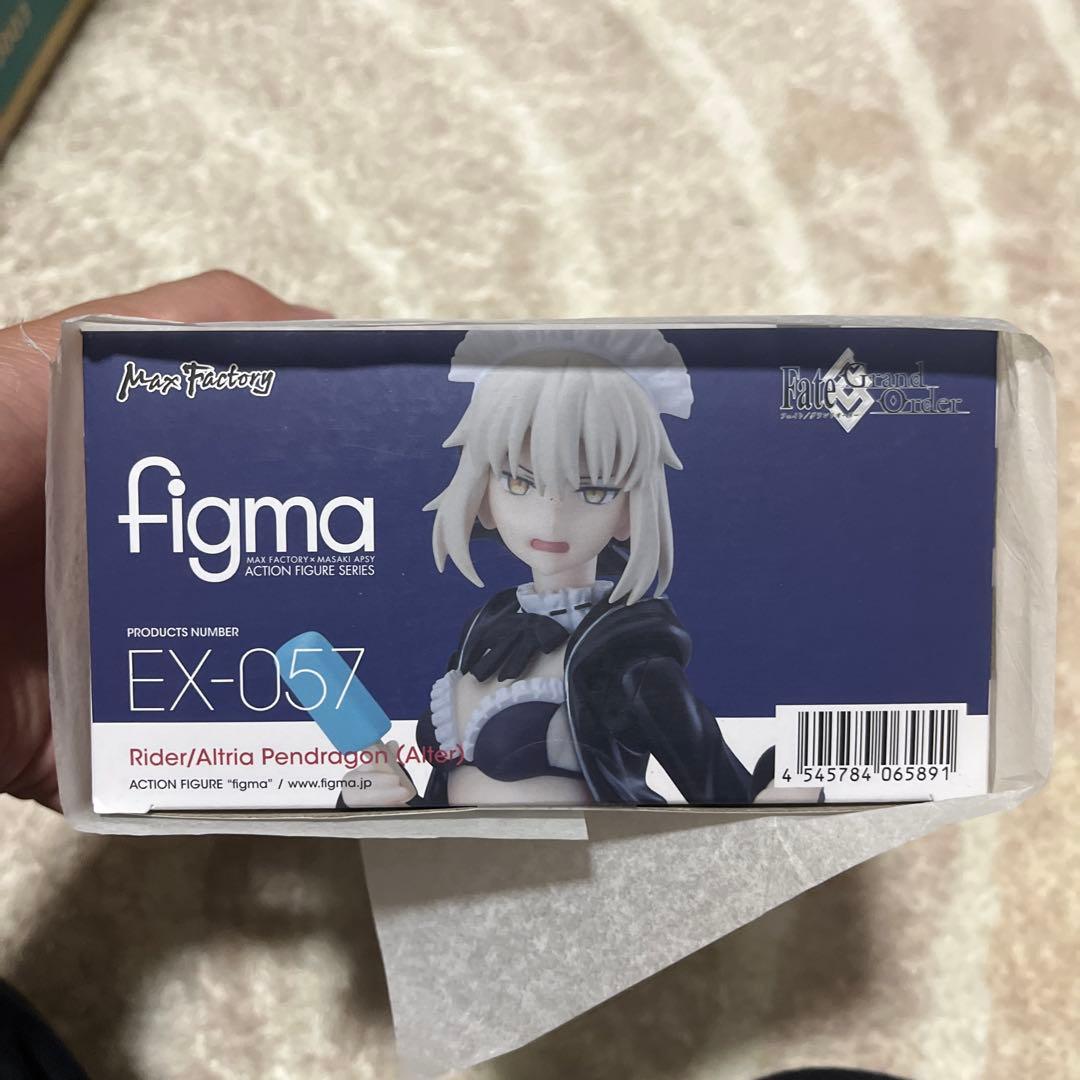 Max Factory
Fate Grand Order
フェイト/グランドオーダー
figma
MAX FACTORY×MASAKI APSY
ACTION FIGURE SERIES
PRODUCTS NUMBER
EX-057
Rider/Altria Pendragon (Alter)
ACTION FIGURE "figma" / www.figma.jp
4 545784 065891